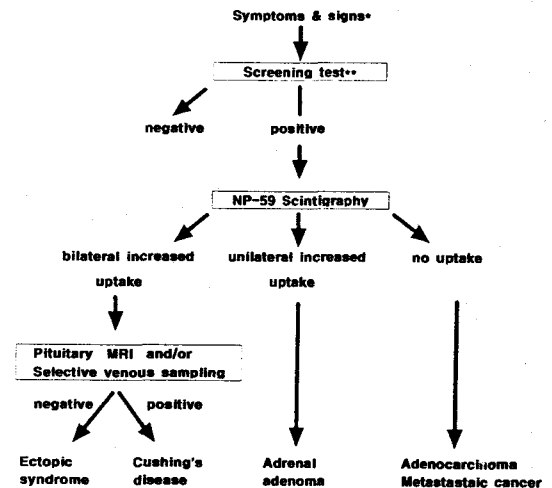 Symptoms & signs*
Screening test**
negative
positive
NP-59 Scintigraphy
bilateral increased
uptake
unilateral increased
uptake
no uptake
Pituitary MRI and/or
Selective venous sampling
negative
positive
Ectopic
syndrome
Cushing's
disease
Adrenal
adenoma
Adenocarcinoma
Metastastaic cancer